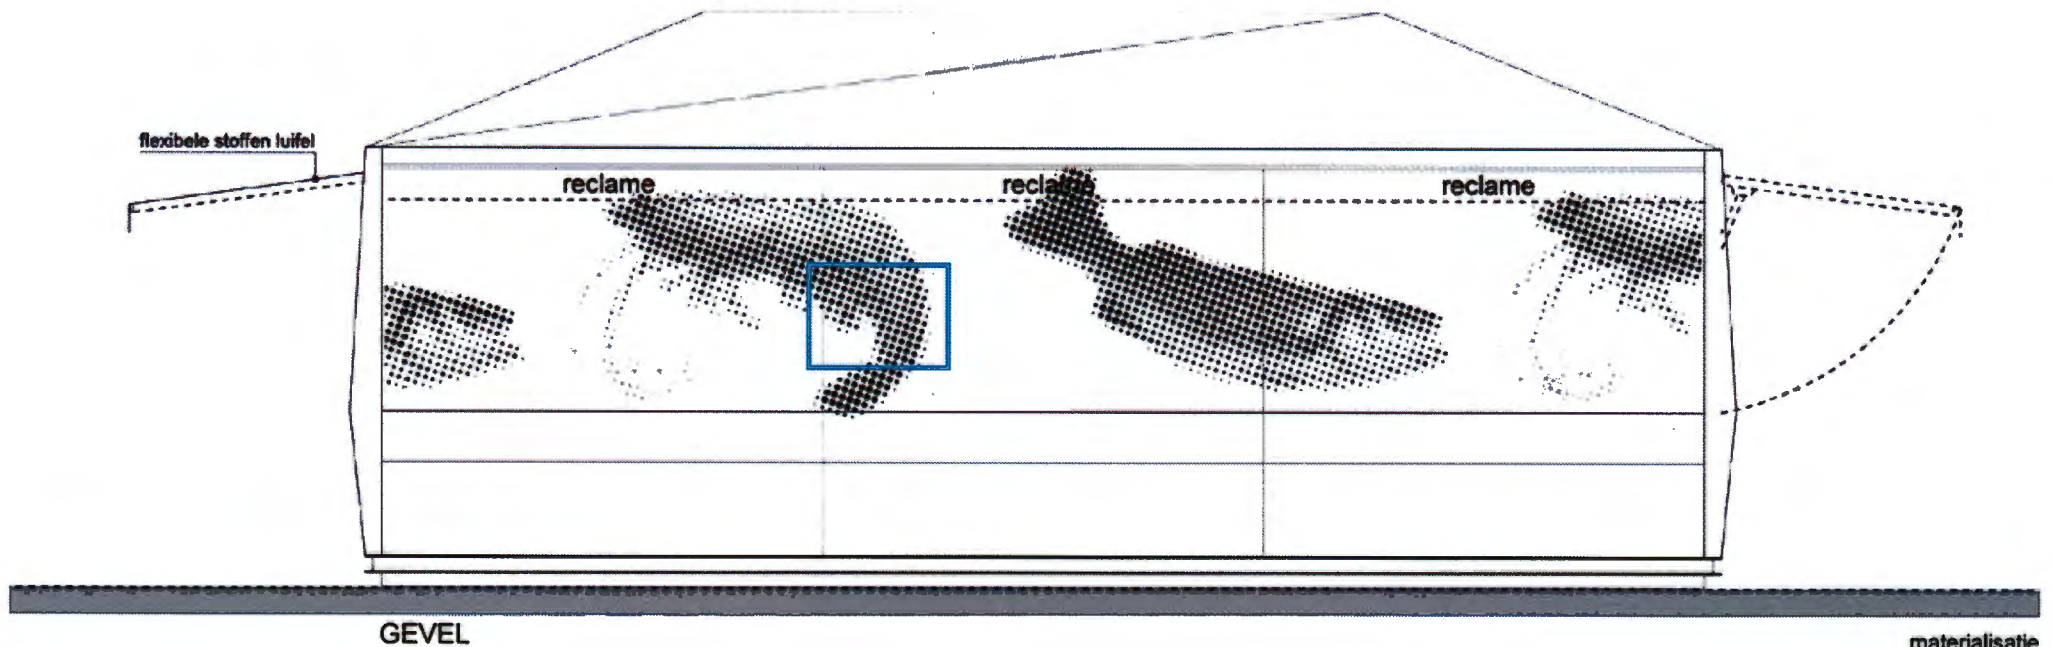 flexibele stoffen luifel
reclame reclame reclame
GEVEL
materialisatie